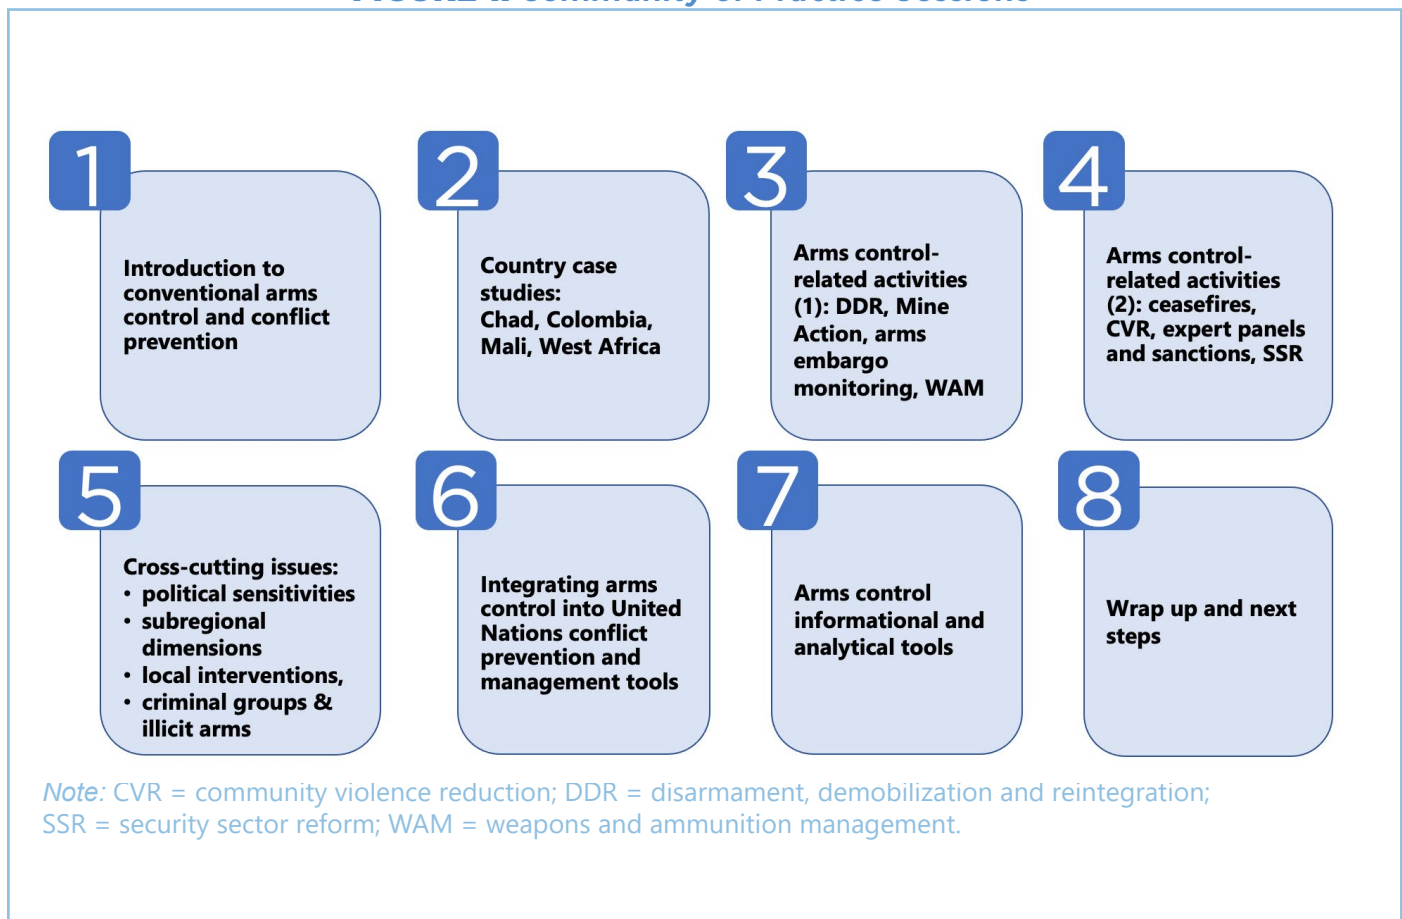 1
Introduction to
conventional arms
control and conflict
prevention
2
Country case
studies:
Chad, Colombia,
Mali, West Africa
3
Arms control-
related activities
(1): DDR, Mine
Action, arms
embargo
monitoring, WAM
4
Arms control-
related activities
(2): ceasefires,
CVR, expert panels
and sanctions, SSR
5
Cross-cutting issues:
• political sensitivities
• subregional
dimensions
• local interventions,
• criminal groups &
illicit arms
6
Integrating arms
control into United
Nations conflict
prevention and
management tools
7
Arms control
informational and
analytical tools
8
Wrap up and next
steps
Note: CVR = community violence reduction; DDR = disarmament, demobilization and reintegration;
SSR = security sector reform; WAM = weapons and ammunition management.